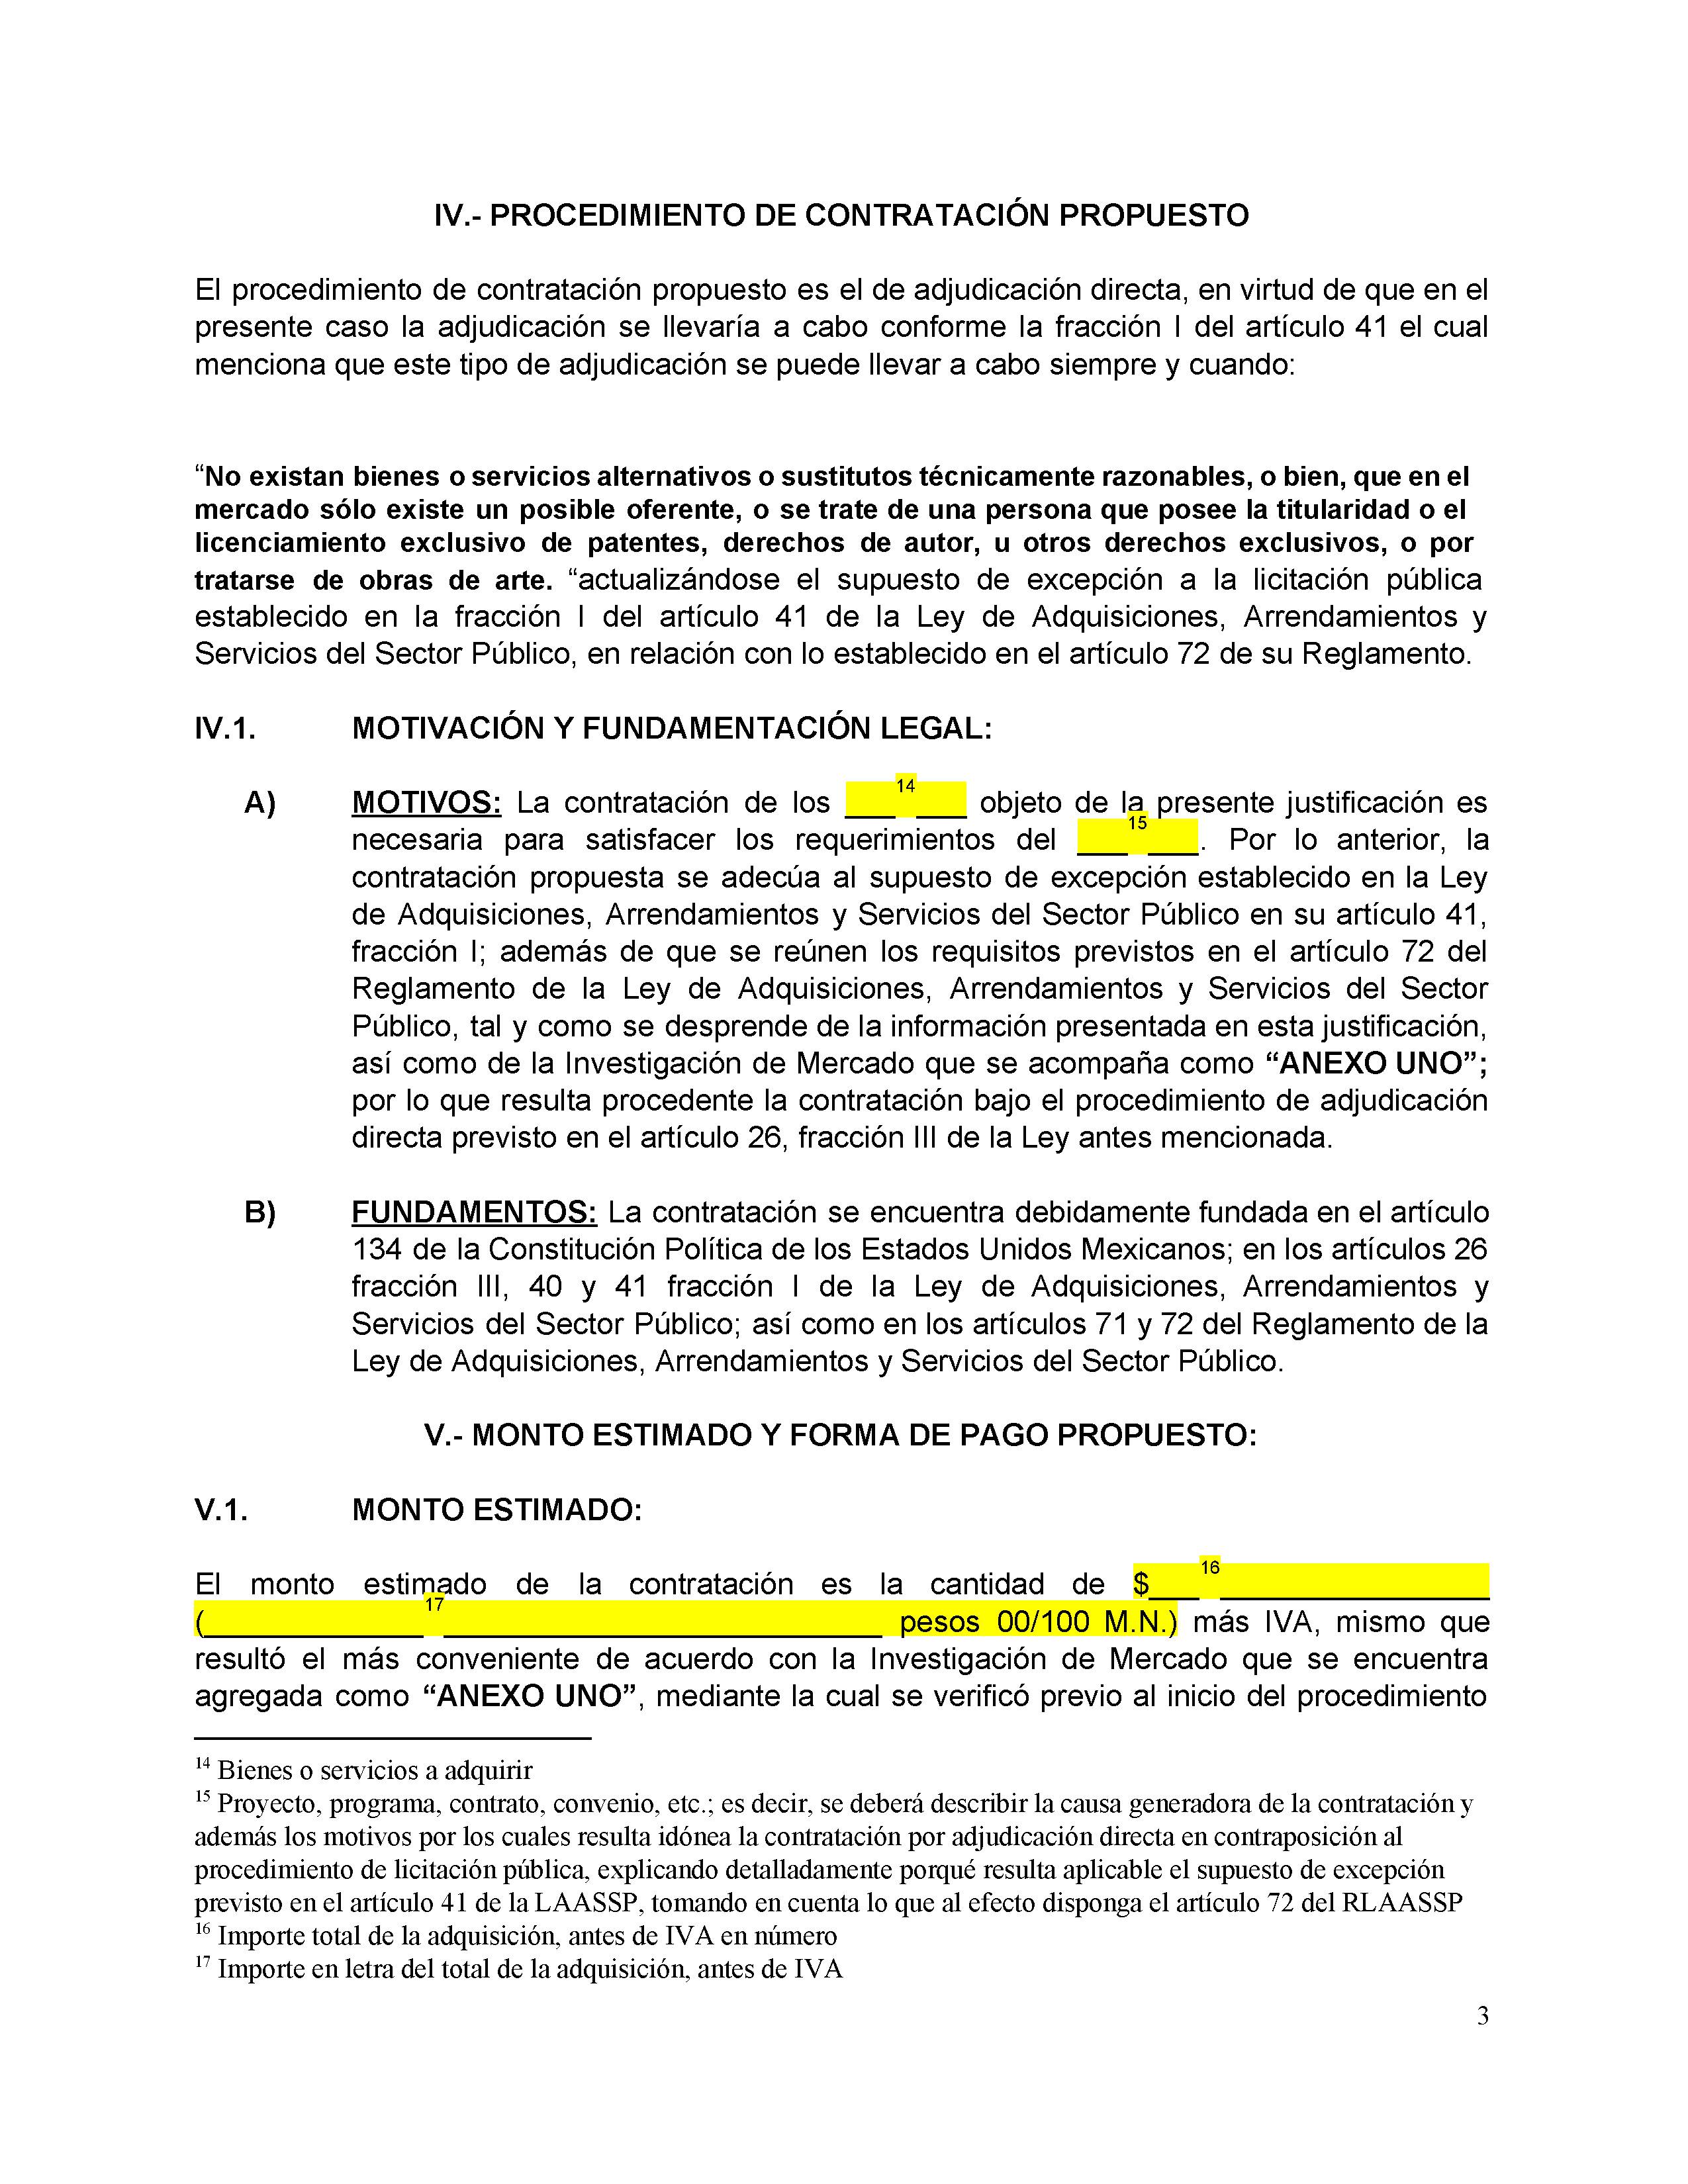 IV.- PROCEDIMIENTO DE CONTRATACIÓN PROPUESTO
El procedimiento de contratación propuesto es el de adjudicación directa, en virtud de que en el
presente caso la adjudicación se llevaría a cabo conforme la fracción I del artículo 41 el cual
menciona que este tipo de adjudicación se puede llevar a cabo siempre y cuando:
“No existan bienes o servicios alternativos o sustitutos técnicamente razonables, o bien, que en el
mercado sólo existe un posible oferente, o se trate de una persona que posee la titularidad o el
licenciamiento exclusivo de patentes, derechos de autor, u otros derechos exclusivos, o por
tratarse de obras de arte. “actualizándose el supuesto de excepción a la licitación pública
establecido en la fracción I del artículo 41 de la Ley de Adquisiciones, Arrendamientos y
Servicios del Sector Público, en relación con lo establecido en el artículo 72 de su Reglamento.
IV.1. MOTIVACIÓN Y FUNDAMENTACIÓN LEGAL:
A) MOTIVOS: La contratación de los ___14___ objeto de la presente justificación es
necesaria para satisfacer los requerimientos del ___15___. Por lo anterior, la
contratación propuesta se adecúa al supuesto de excepción establecido en la Ley
de Adquisiciones, Arrendamientos y Servicios del Sector Público en su artículo 41,
fracción I; además de que se reúnen los requisitos previstos en el artículo 72 del
Reglamento de la Ley de Adquisiciones, Arrendamientos y Servicios del Sector
Público, tal y como se desprende de la información presentada en esta justificación,
así como de la Investigación de Mercado que se acompaña como “ANEXO UNO”;
por lo que resulta procedente la contratación bajo el procedimiento de adjudicación
directa previsto en el artículo 26, fracción III de la Ley antes mencionada.
B) FUNDAMENTOS: La contratación se encuentra debidamente fundada en el artículo
134 de la Constitución Política de los Estados Unidos Mexicanos; en los artículos 26
fracción III, 40 y 41 fracción I de la Ley de Adquisiciones, Arrendamientos y
Servicios del Sector Público; así como en los artículos 71 y 72 del Reglamento de la
Ley de Adquisiciones, Arrendamientos y Servicios del Sector Público.
V.- MONTO ESTIMADO Y FORMA DE PAGO PROPUESTO:
V.1. MONTO ESTIMADO:
El monto estimado de la contratación es la cantidad de $___16________________
(_____________17__________________________ pesos 00/100 M.N.) más IVA, mismo que
resultó el más conveniente de acuerdo con la Investigación de Mercado que se encuentra
agregada como “ANEXO UNO”, mediante la cual se verificó previo al inicio del procedimiento
14 Bienes o servicios a adquirir
15 Proyecto, programa, contrato, convenio, etc.; es decir, se deberá describir la causa generadora de la contratación y
además los motivos por los cuales resulta idónea la contratación por adjudicación directa en contraposición al
procedimiento de licitación pública, explicando detalladamente porqué resulta aplicable el supuesto de excepción
previsto en el artículo 41 de la LAASSP, tomando en cuenta lo que al efecto disponga el artículo 72 del RLAASSP
16 Importe total de la adquisición, antes de IVA en número
17 Importe en letra del total de la adquisición, antes de IVA
3